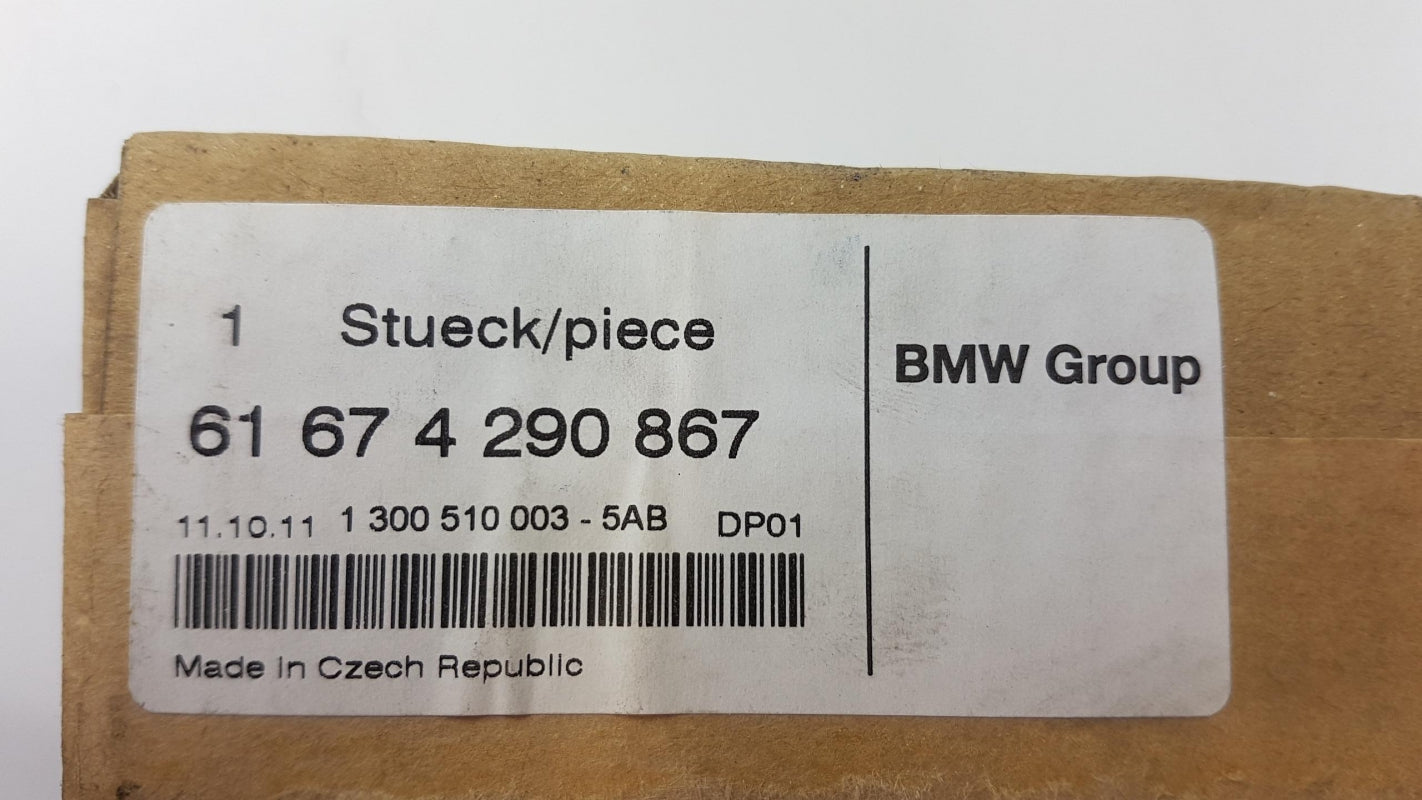 1 Stueck/piece
BMW Group
61 67 4 290 867
11.10.11 1 300 510 003 - 5AB DP01
Made in Czech Republic